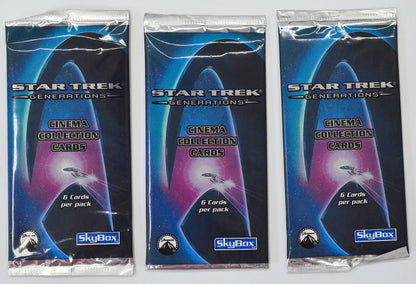 STAR TREK
GENERATIONS
CINEMA
COLLECTION
CARDS
6 Cards
per pack
SKYBOX
STAR TREK
GENERATIONS
CINEMA
COLLECTION
CARDS
6 Cards
per pack
SKYBOX
STAR TREK
GENERATIONS
CINEMA
COLLECTION
CARDS
6 Cards
per pack
SKYBOX